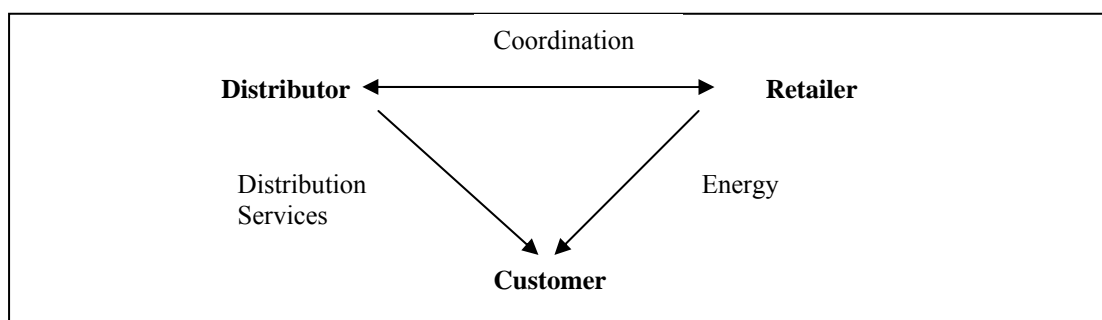 Coordination
Distributor Retailer
Distribution Energy
Services
Customer